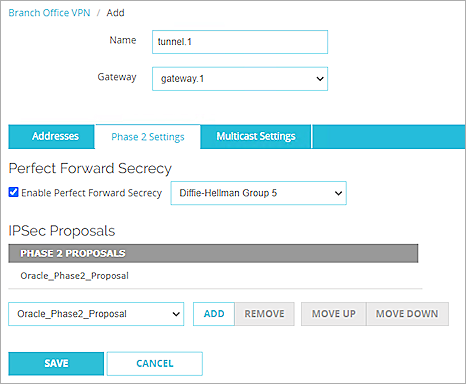 Branch Office VPN / Add
Name tunnel.1
Gateway gateway.1
Addresses Phase 2 Settings Multicast Settings
Perfect Forward Secrecy
Enable Perfect Forward Secrecy Diffie-Hellman Group 5
IPSec Proposals
PHASE 2 PROPOSALS
Oracle_Phase2_Proposal
Oracle_Phase2_Proposal ADD REMOVE MOVE UP MOVE DOWN
SAVE CANCEL